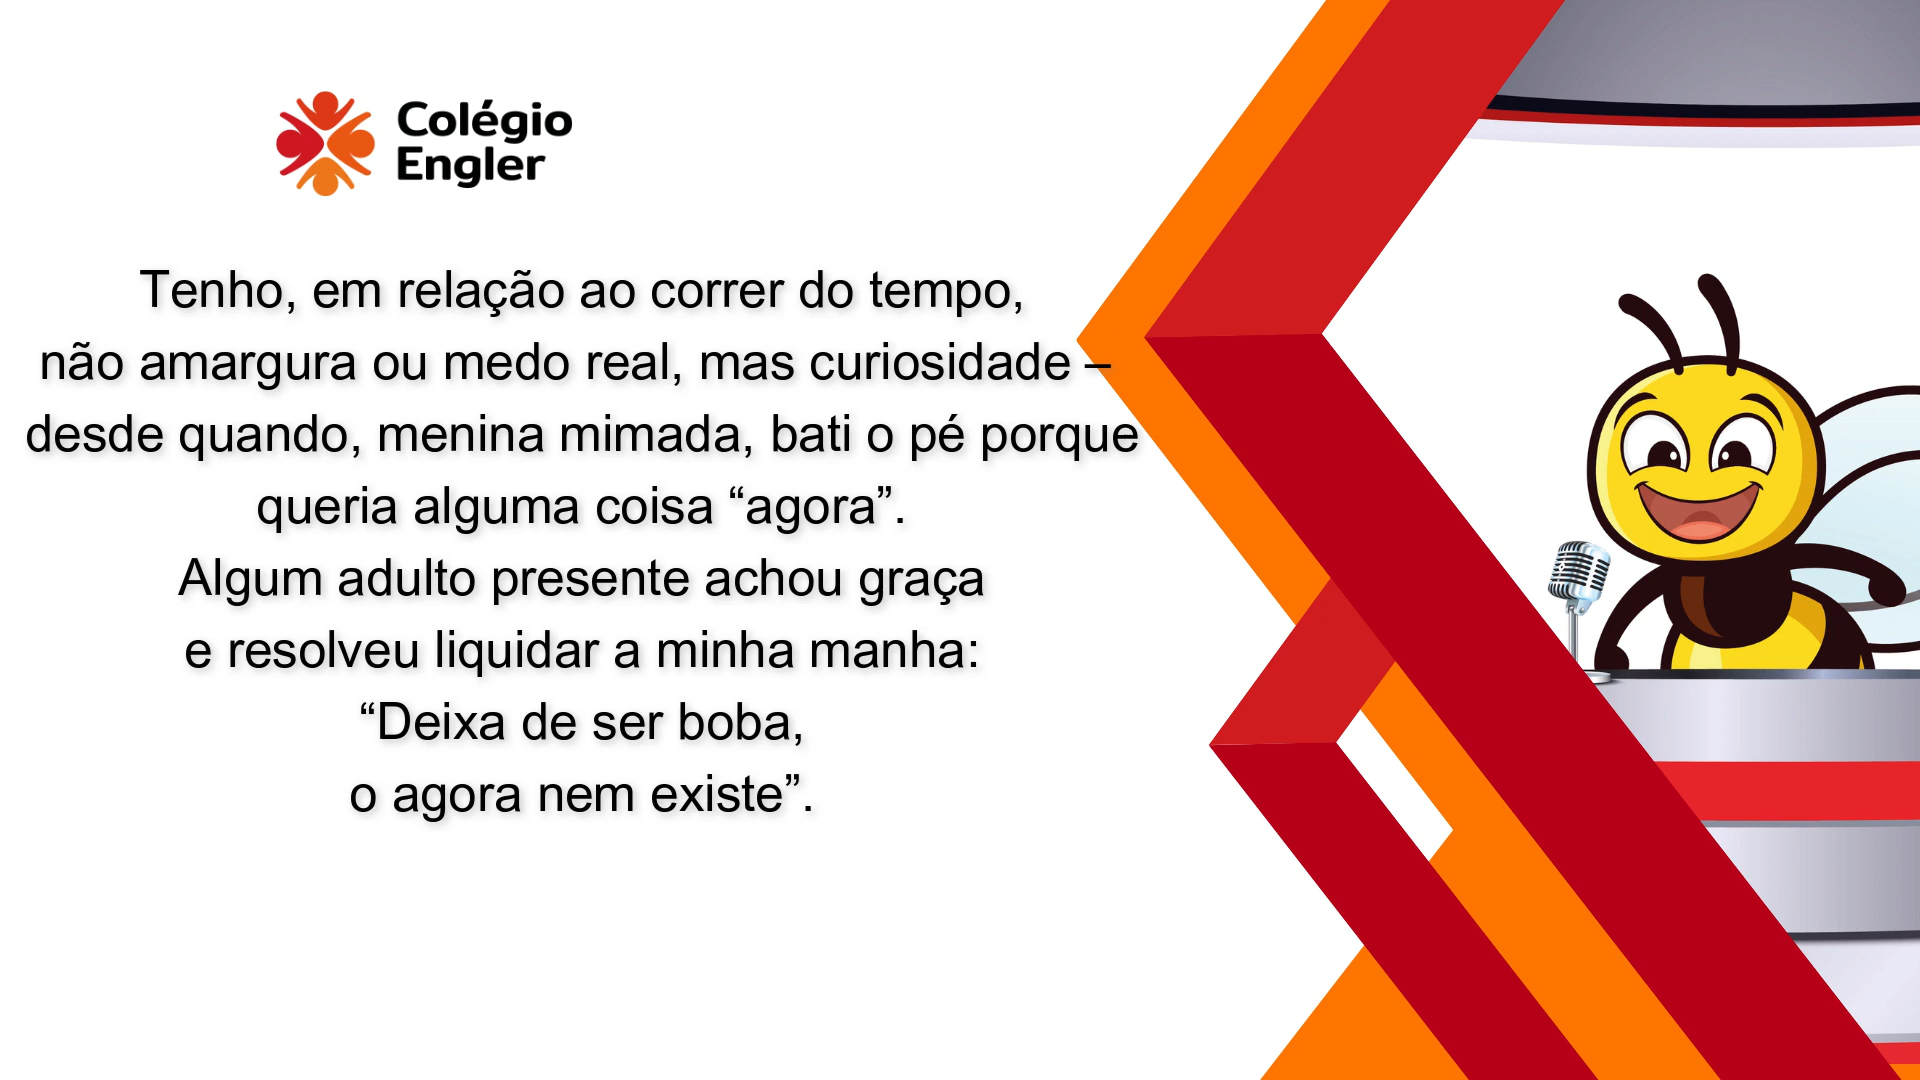 Colégio
Engler
Tenho, em relação ao correr do tempo,
não amargura ou medo real, mas curiosidade –
desde quando, menina mimada, bati o pé porque
queria alguma coisa “agora”.
Algum adulto presente achou graça
e resolveu liquidar a minha manha:
“Deixa de ser boba,
o agora nem existe”.